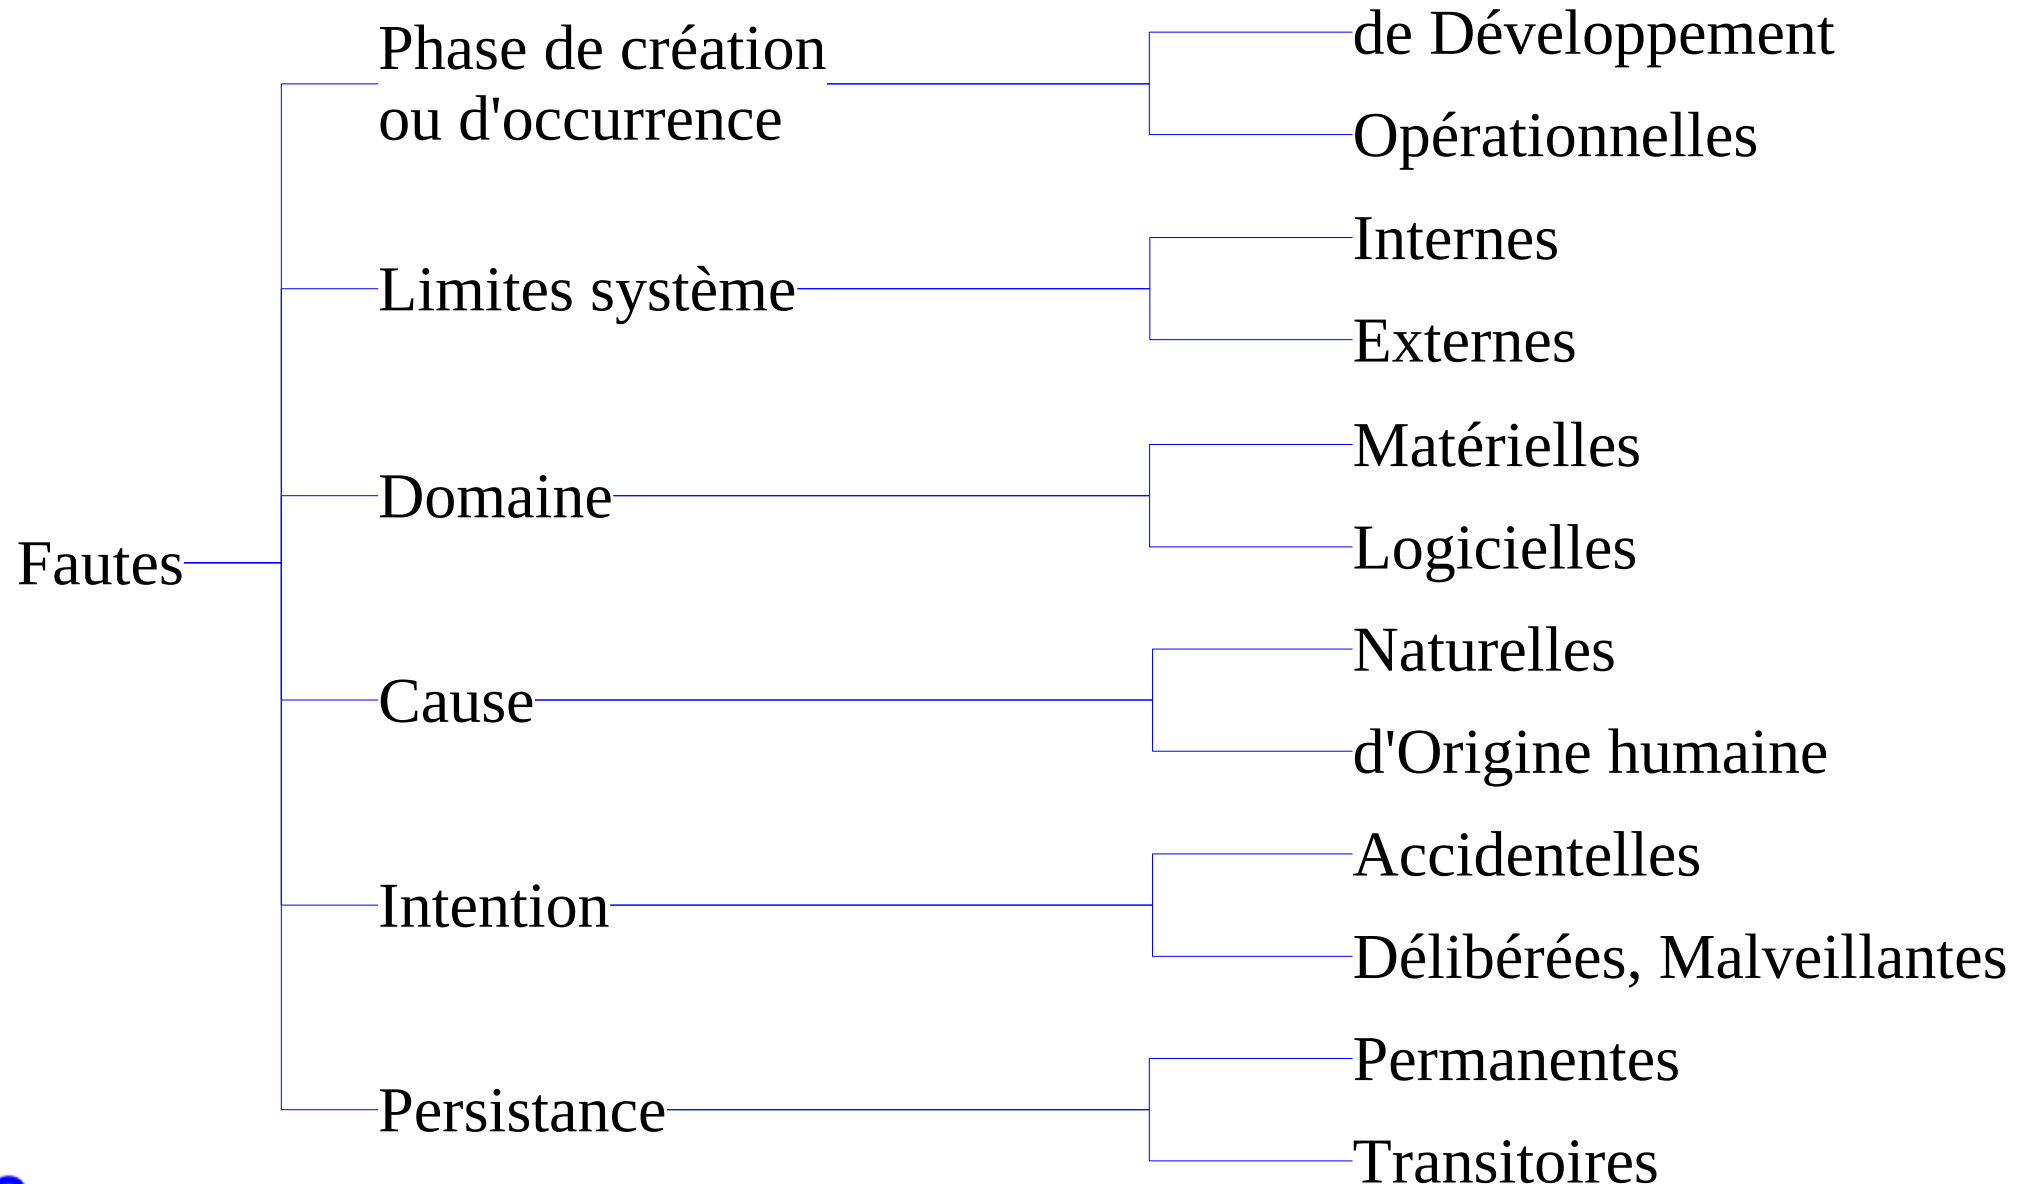 Fautes
Phase de création
ou d'occurrence
de Développement
Opérationnelles
Limites système
Internes
Externes
Domaine
Matérielles
Logicielles
Cause
Naturelles
d'Origine humaine
Intention
Accidentelles
Délibérées, Malveillantes
Persistance
Permanentes
Transitoires